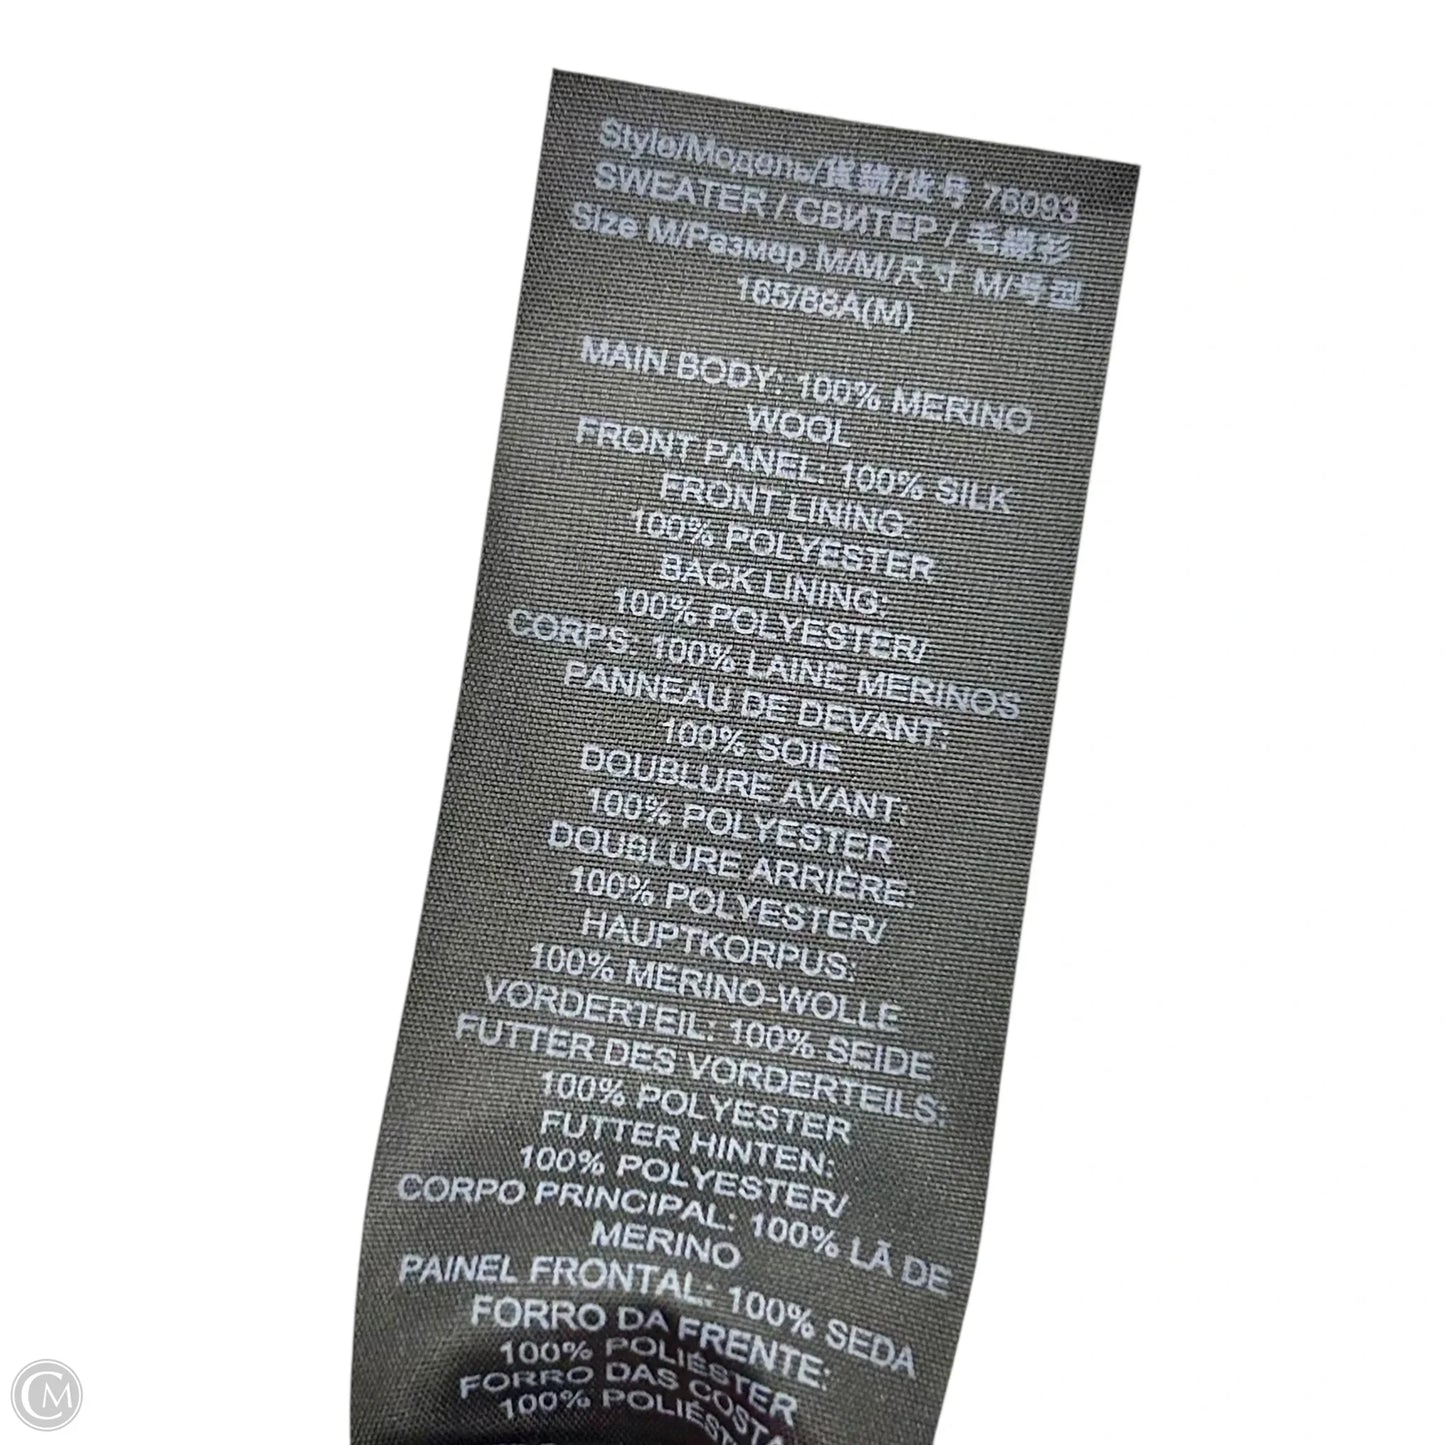 Style/Модель/貨號/货号 76093
SWEATER / СВИТЕР / 毛線衫
Size M/Размер M/M/尺寸 M/号型
165/88A(M)
MAIN BODY: 100% MERINO
WOOL
FRONT PANEL: 100% SILK
FRONT LINING:
100% POLYESTER
BACK LINING:
100% POLYESTER/
CORPS: 100% LAINE MERINOS
PANNEAU DE DEVANT:
100% SOIE
DOUBLURE AVANT:
100% POLYESTER
DOUBLURE ARRIÈRE:
100% POLYESTER/
HAUPTKORPUS:
100% MERINO-WOLLE
VORDERTEIL: 100% SEIDE
FUTTER DES VORDERTEILS:
100% POLYESTER
FUTTER HINTEN:
100% POLYESTER/
CORPO PRINCIPAL: 100% LÃ DE
MERINO
PAINEL FRONTAL: 100% SEDA
FORRO DA FRENTE:
100% POLIÉSTER
FORRO DAS COSTA
100% POLIÉST
CM